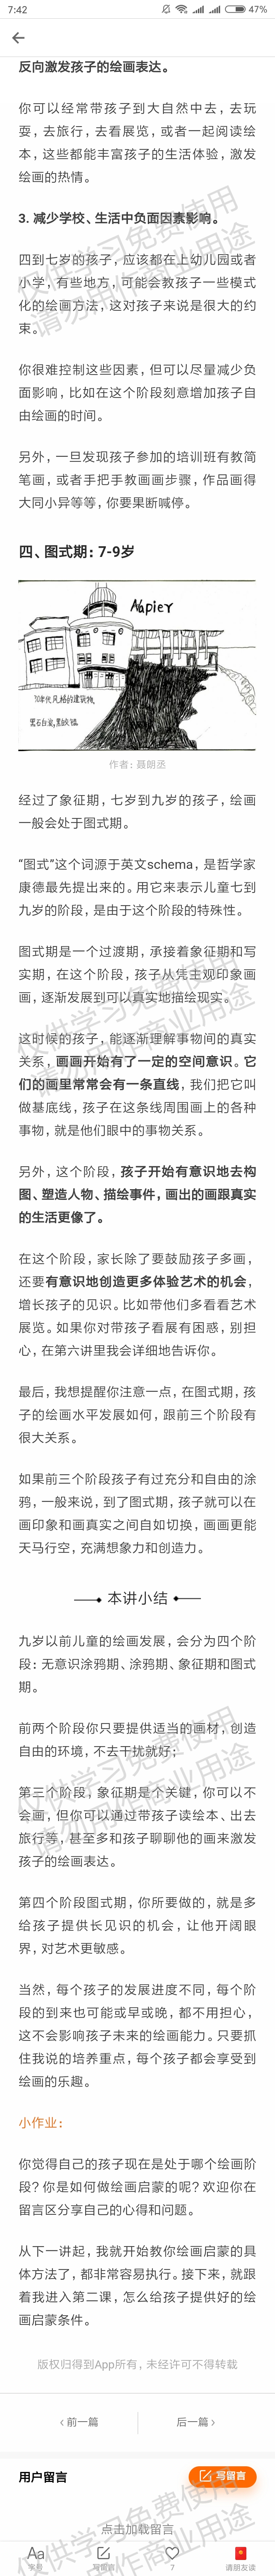 7:42
47%
反向激发孩子的绘画表达。
你可以经常带孩子到大自然中去，去玩
耍，去旅行，去看展览，或者一起阅读绘
本，这些都能丰富孩子的生活体验，激发
绘画的热情。
3. 减少学校、生活中负面因素影响。
四到七岁的孩子，应该都在上幼儿园或者
小学，有些地方，可能会教孩子一些模式
化的绘画方法，这对孩子来说是很大的约
束。
你很难控制这些因素，但可以尽量减少负
面影响，比如在这个阶段刻意增加孩子自
由绘画的时间。
另外，一旦发现孩子参加的培训班有教简
笔画，或者手把手教画画步骤，作品画得
大同小异等等，你要果断喊停。
仅供学习免费使用
请勿用作商业用途
四、图式期：7-9岁
Napier
30年代风格的建筑物
黑石白瓷，黑蛟锰
作者：聂朗丞
经过了象征期，七岁到九岁的孩子，绘画
一般会处于图式期。
“图式”这个词源于英文schema，是哲学家
康德最先提出来的。用它来表示儿童七到
九岁的阶段，是由于这个阶段的特殊性。
图式期是一个过渡期，承接着象征期和写
实期，在这个阶段，孩子从凭主观印象画
画，逐渐发展到可以真实地描绘现实。
这时候的孩子，能逐渐理解事物间的真实
关系，画画开始有了一定的空间意识。它
们的画里常常会有一条直线，我们把它叫
做基底线，孩子在这条线周围画上的各种
事物，就是他们眼中的事物关系。
仅供学习免费使用
请勿用作商业用途
另外，这个阶段，孩子开始有意识地去构
图、塑造人物、描绘事件，画出的画跟真实
的生活更像了。
在这个阶段，家长除了要鼓励孩子多画，
还要有意识地创造更多体验艺术的机会，
增长孩子的见识。比如带他们多看看艺术
展览。如果你对带孩子看展有困惑，别担
心，在第六讲里我会详细地告诉你。
最后，我想提醒你注意一点，在图式期，孩
子的绘画水平发展如何，跟前三个阶段有
很大关系。
如果前三个阶段孩子有过充分和自由的涂
鸦，一般来说，到了图式期，孩子就可以在
画印象和画真实之间自如切换，画画更能
天马行空，充满想象力和创造力。
本讲小结
九岁以前儿童的绘画发展，会分为四个阶
段：无意识涂鸦期、涂鸦期、象征期和图式
期。
前两个阶段你只要提供适当的画材，创造
自由的环境，不去干扰就好；
第三个阶段，象征期是个关键，你可以不
会画，但你可以通过带孩子读绘本、出去
旅行等，甚至多和孩子聊聊他的画来激发
孩子的绘画表达。
仅供学习免费使用
请勿用作商业用途
第四个阶段图式期，你所要做的，就是多
给孩子提供长见识的机会，让他开阔眼
界，对艺术更敏感。
当然，每个孩子的发展进度不同，每个阶
段的到来也可能或早或晚，都不用担心，
这不会影响孩子未来的绘画能力。只要抓
住我说的培养重点，每个孩子都会享受到
绘画的乐趣。
小作业：
你觉得自己的孩子现在是处于哪个绘画阶
段？你是如何做绘画启蒙的呢？欢迎你在
留言区分享自己的心得和问题。
从下一讲起，我就开始教你绘画启蒙的具
体方法了，都非常容易执行。接下来，就跟
着我进入第二课，怎么给孩子提供好的绘
画启蒙条件。
版权归得到App所有，未经许可不得转载
‹ 前一篇
后一篇 ›
用户留言
写留言
点击加载留言
Aa
字号
写留言
7
请朋友读
仅供学习免费使用
请勿用作商业用途